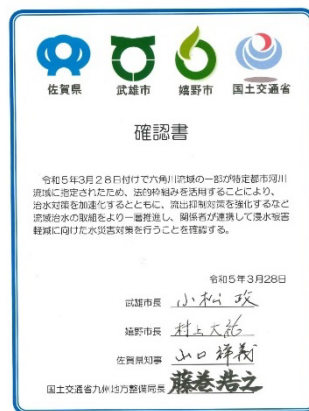 佐賀県 武雄市 嬉野市 国土交通省
確認書
令和5年3月28日付けで六角川流域の一部が特定都市河川
流域に指定されたため、法的枠組みを活用することにより、
治水対策を加速化するとともに、流出抑制対策を強化するなど
流域治水の取組をより一層推進し、関係者が連携して浸水被害
軽減に向けた水災害対策を行うことを確認する。
令和5年3月28日
武雄市長 小松 政
嬉野市長 村上大祐
佐賀県知事 山口祥義
国土交通省九州地方整備局長 藤巻浩之